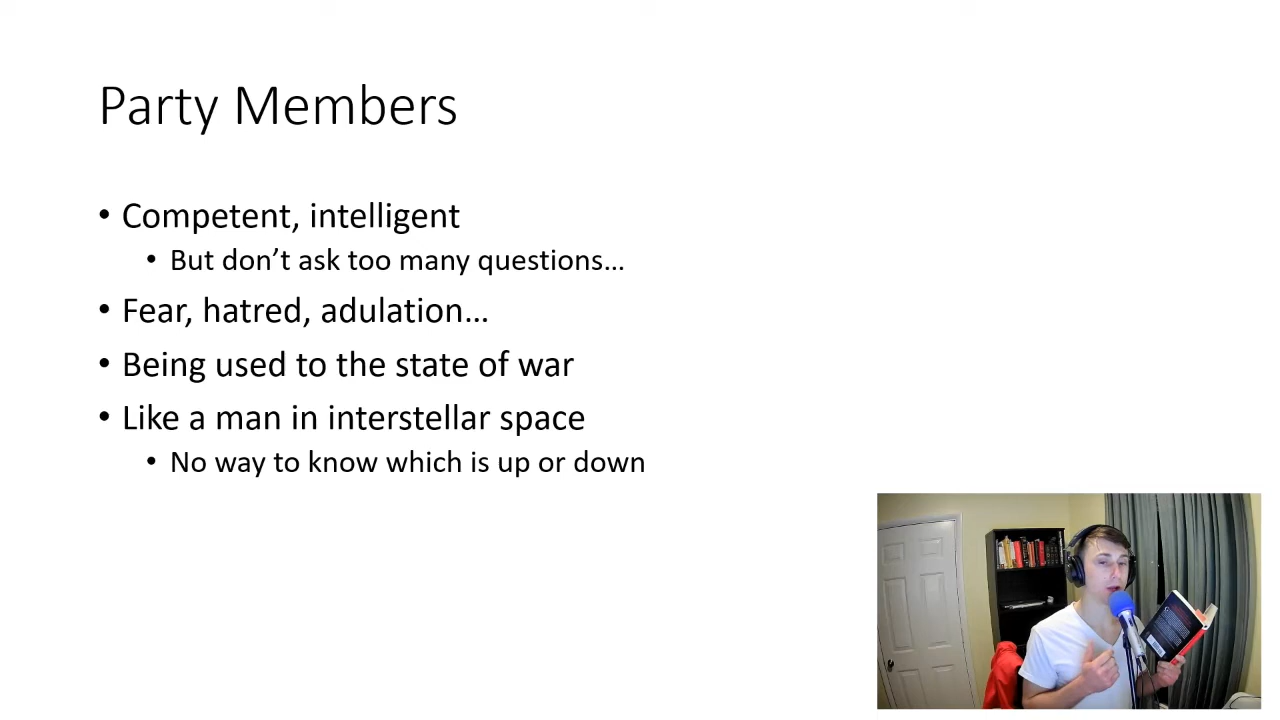 Party Members
• Competent, intelligent
• But don’t ask too many questions…
• Fear, hatred, adulation…
• Being used to the state of war
• Like a man in interstellar space
• No way to know which is up or down